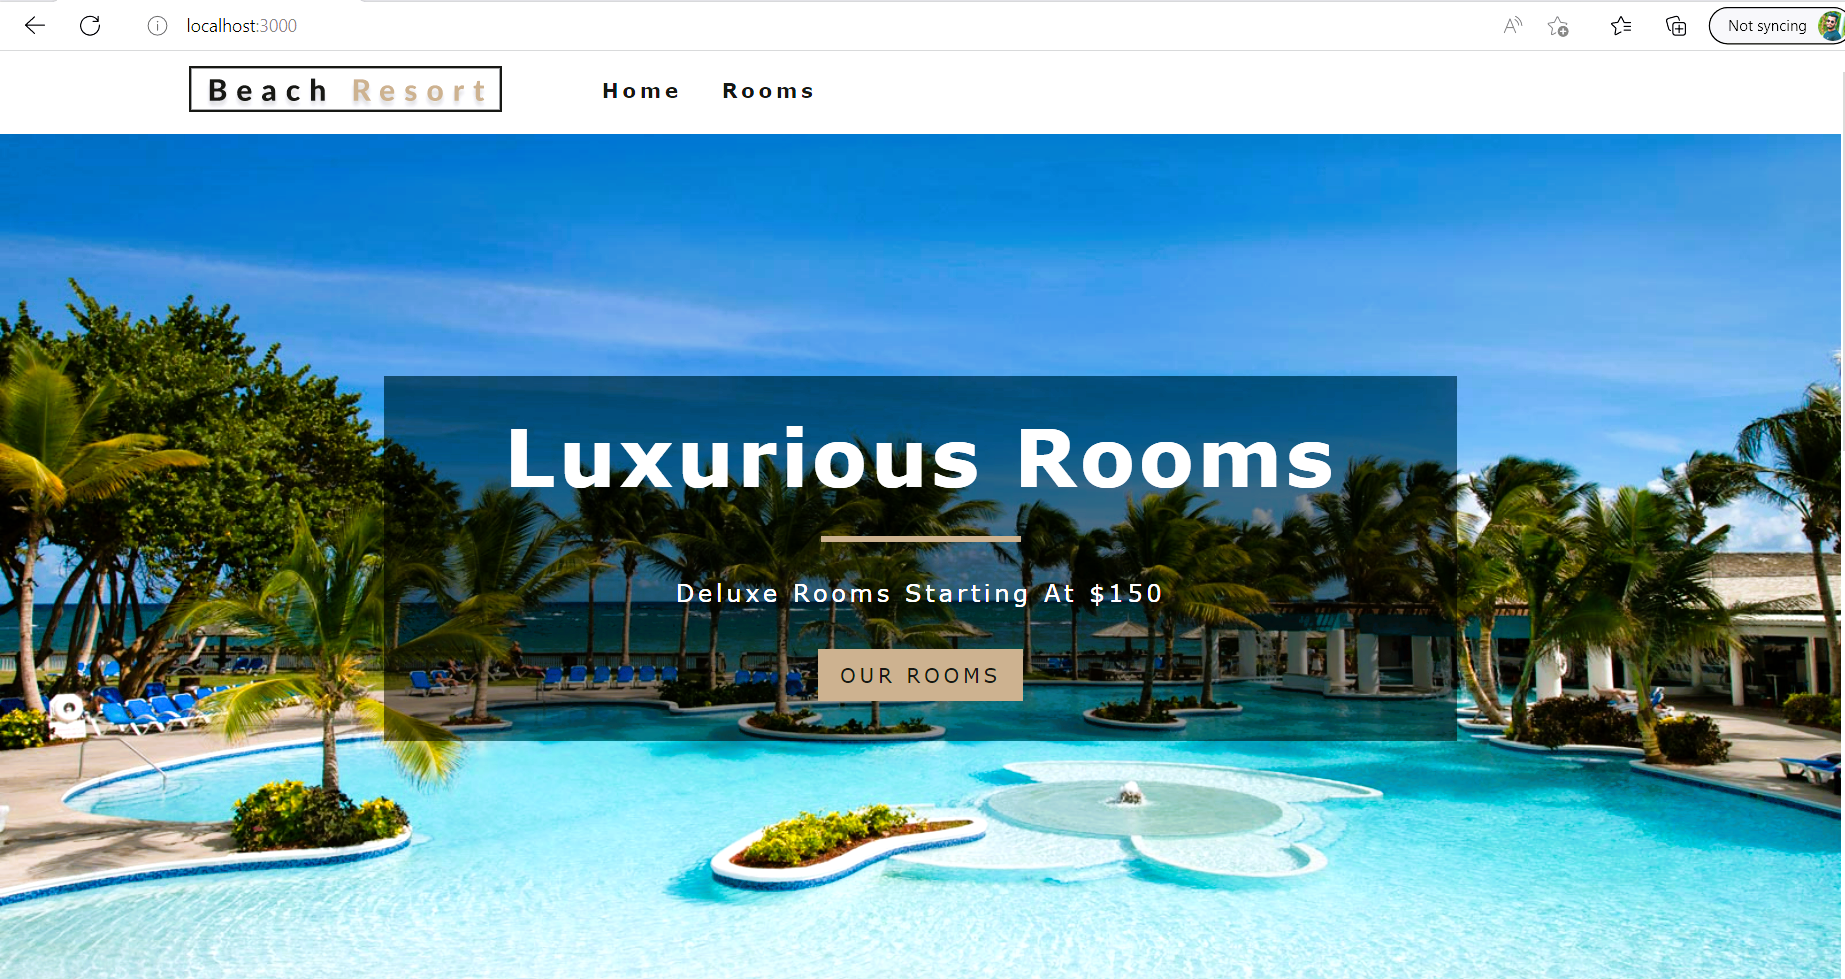 localhost:3000
Not syncing
Beach Resort
Home
Rooms
Luxurious Rooms
Deluxe Rooms Starting At $150
OUR ROOMS